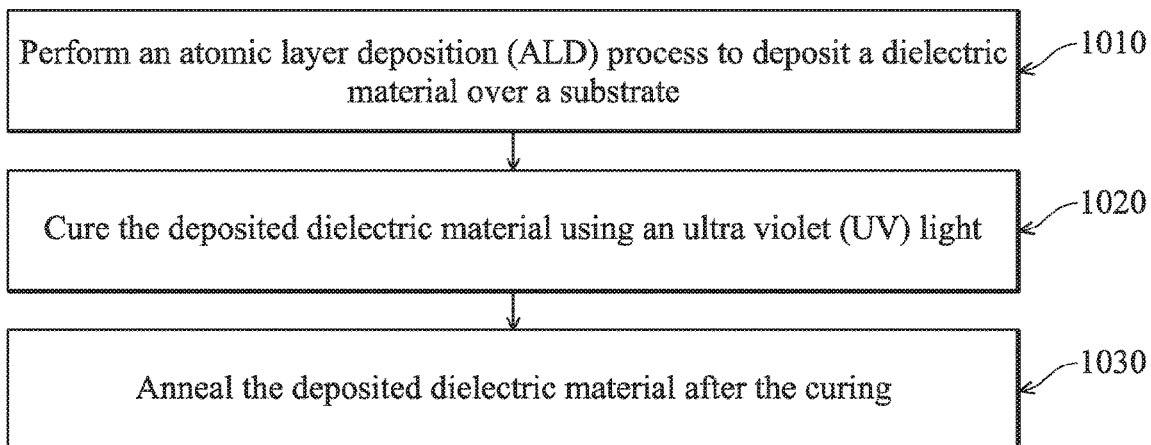 Perform an atomic layer deposition (ALD) process to deposit a dielectric
material over a substrate
1010
Cure the deposited dielectric material using an ultra violet (UV) light
1020
Anneal the deposited dielectric material after the curing
1030